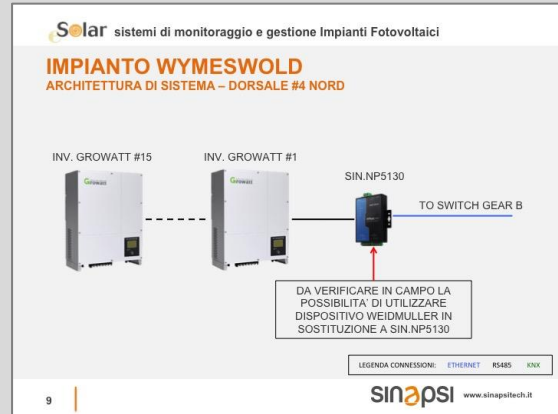 Solar sistemi di monitoraggio e gestione Impianti Fotovoltaici
IMPIANTO WYMESWOLD
ARCHITETTURA DI SISTEMA – DORSALE #4 NORD
INV. GROWATT #15
INV. GROWATT #1
SIN.NP5130
Growatt
Growatt
TO SWITCH GEAR B
DA VERIFICARE IN CAMPO LA
POSSIBILITA' DI UTILIZZARE
DISPOSITIVO WEIDMULLER IN
SOSTITUZIONE A SIN.NP5130
LEGENDA CONNESSIONI: ETHERNET RS485 KNX
9
sinapsi www.sinapsitech.it